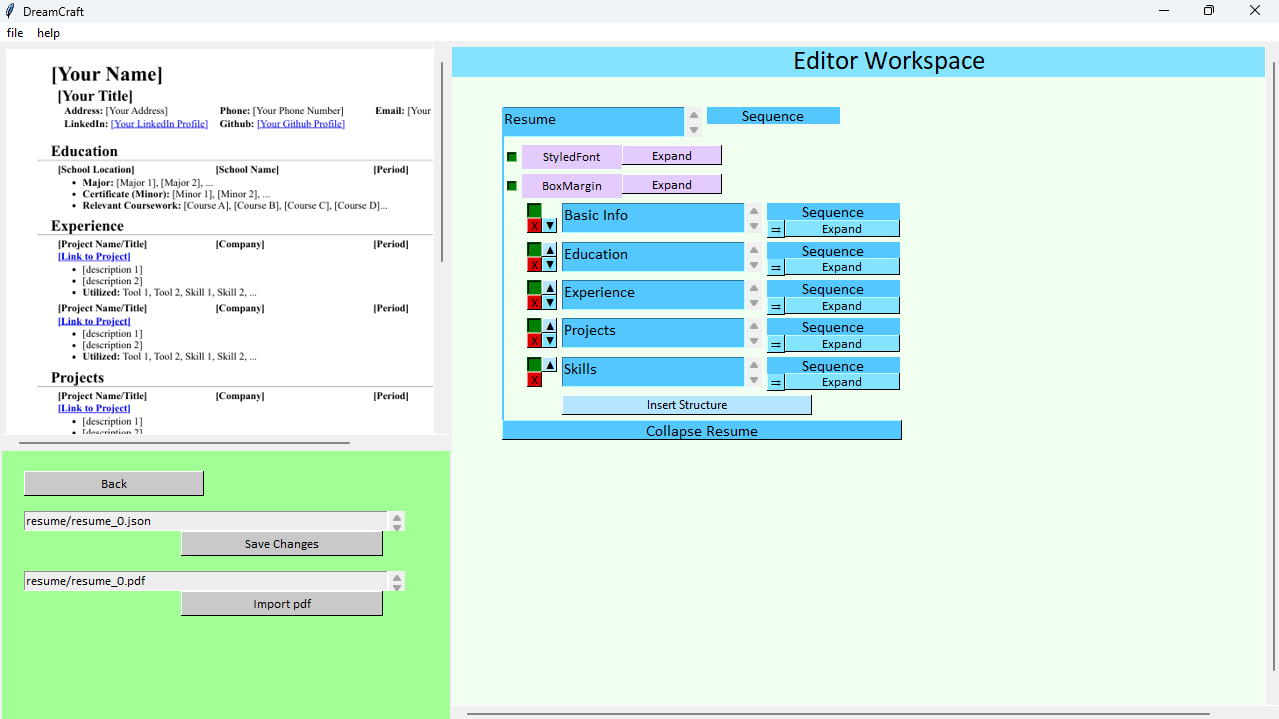 DreamCraft
file help
[Your Name]
[Your Title]
Address: [Your Address] Phone: [Your Phone Number] Email: [Your
LinkedIn: [Your LinkedIn Profile] Github: [Your Github Profile]
Education
[School Location] [School Name] [Period]
• Major: [Major 1], [Major 2], ...
• Certificate (Minor): [Minor 1], [Minor 2], ...
• Relevant Coursework: [Course A], [Course B], [Course C], [Course D]...
Experience
[Project Name/Title] [Company] [Period]
[Link to Project]
• [description 1]
• [description 2]
• Utilized: Tool 1, Tool 2, Skill 1, Skill 2, ...
[Project Name/Title] [Company] [Period]
[Link to Project]
• [description 1]
• [description 2]
• Utilized: Tool 1, Tool 2, Skill 1, Skill 2, ...
Projects
[Project Name/Title] [Company] [Period]
[Link to Project]
• [description 1]
• [description 2]
Back
resume/resume_0.json
Save Changes
resume/resume_0.pdf
Import pdf
Editor Workspace
Resume Sequence
StyledFont Expand
BoxMargin Expand
Basic Info Sequence
X ▼ = Expand
▲ Education Sequence
X ▼ = Expand
▲ Experience Sequence
X ▼ = Expand
▲ Projects Sequence
X ▼ = Expand
▲ Skills Sequence
X = Expand
Insert Structure
Collapse Resume